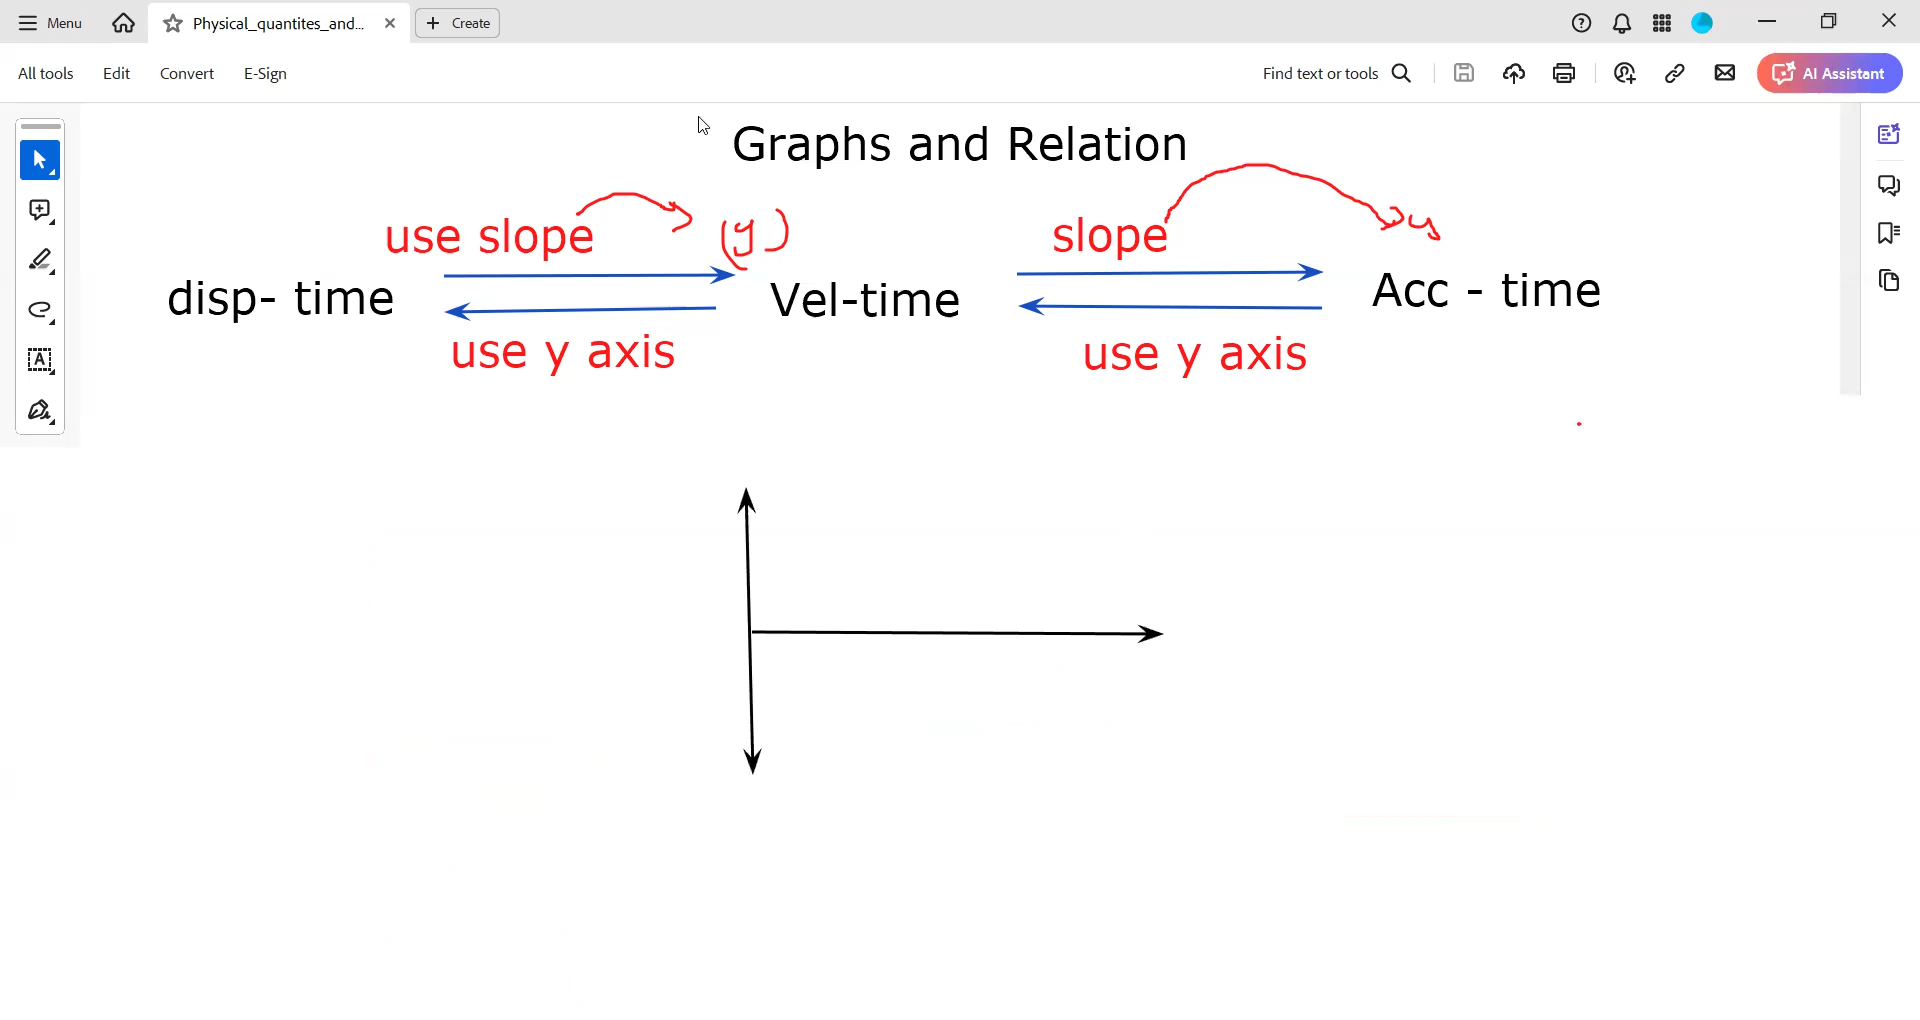 Menu
Physical_quantites_and...
Create
All tools
Edit
Convert
E-Sign
Find text or tools
AI Assistant
Graphs and Relation
use slope
(y)
slope
y
disp- time
Vel-time
Acc - time
use y axis
use y axis